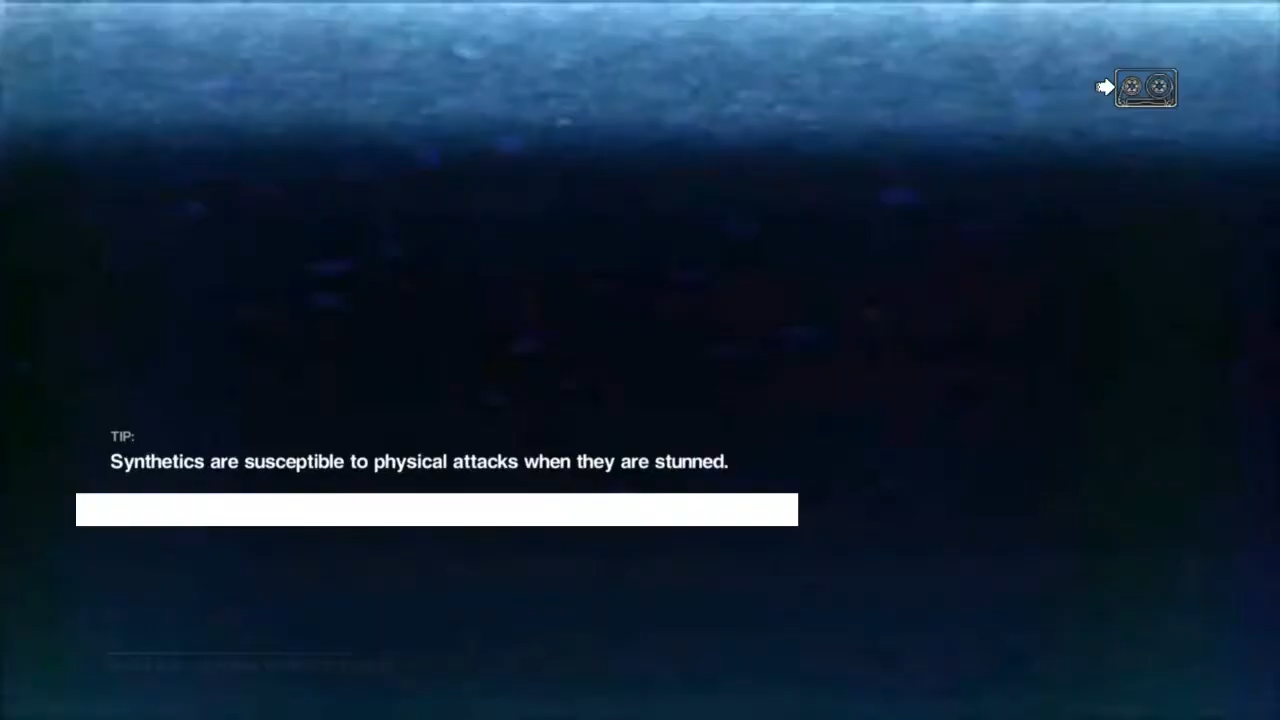 TIP:
Synthetics are susceptible to physical attacks when they are stunned.